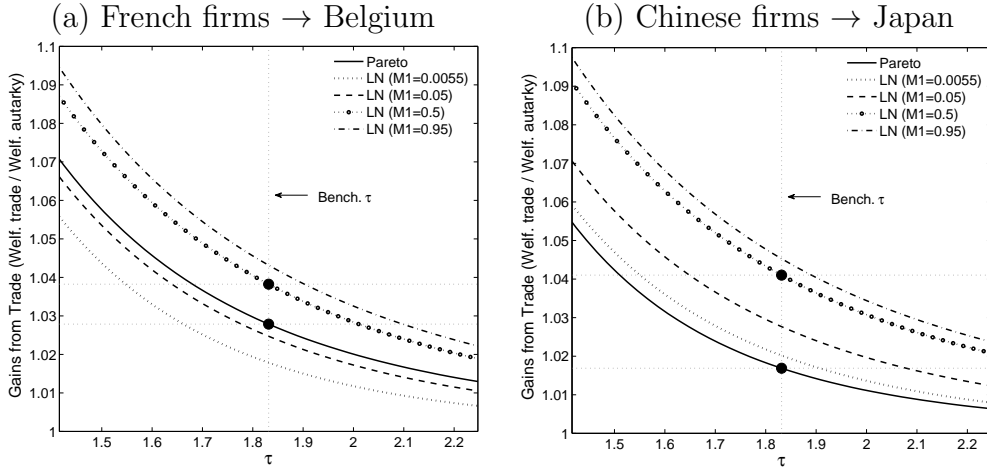 (a) French firms → Belgium
Gains from Trade (Welf. trade / Welf. autarky)
1.1
1.09
1.08
1.07
1.06
1.05
1.04
1.03
1.02
1.01
1
Pareto
LN (M1=0.0055)
LN (M1=0.05)
LN (M1=0.5)
LN (M1=0.95)
Bench. τ
1.5 1.6 1.7 1.8 1.9 2 2.1 2.2
τ
(b) Chinese firms → Japan
Gains from Trade (Welf. trade / Welf. autarky)
1.1
1.09
1.08
1.07
1.06
1.05
1.04
1.03
1.02
1.01
1
Pareto
LN (M1=0.0055)
LN (M1=0.05)
LN (M1=0.5)
LN (M1=0.95)
Bench. τ
1.5 1.6 1.7 1.8 1.9 2 2.1 2.2
τ